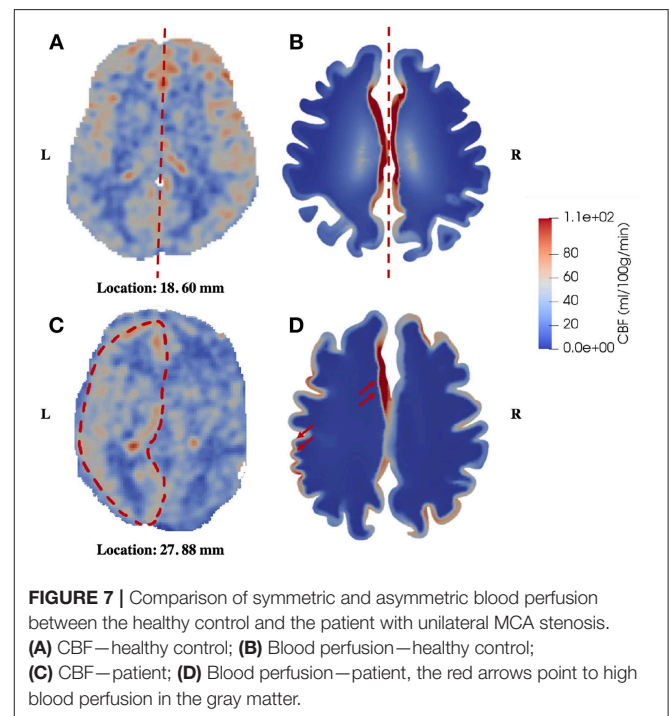 A
B
L
R
Location: 18.60 mm
1.1e+02
80
60
40
20
0.0e+00
CBF (ml/100g/min)
C
D
L
R
Location: 27.88 mm
FIGURE 7 | Comparison of symmetric and asymmetric blood perfusion
between the healthy control and the patient with unilateral MCA stenosis.
(A) CBF—healthy control; (B) Blood perfusion—healthy control;
(C) CBF—patient; (D) Blood perfusion—patient, the red arrows point to high
blood perfusion in the gray matter.